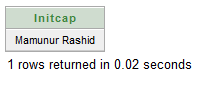 Initcap
Mamunur Rashid
1 rows returned in 0.02 seconds